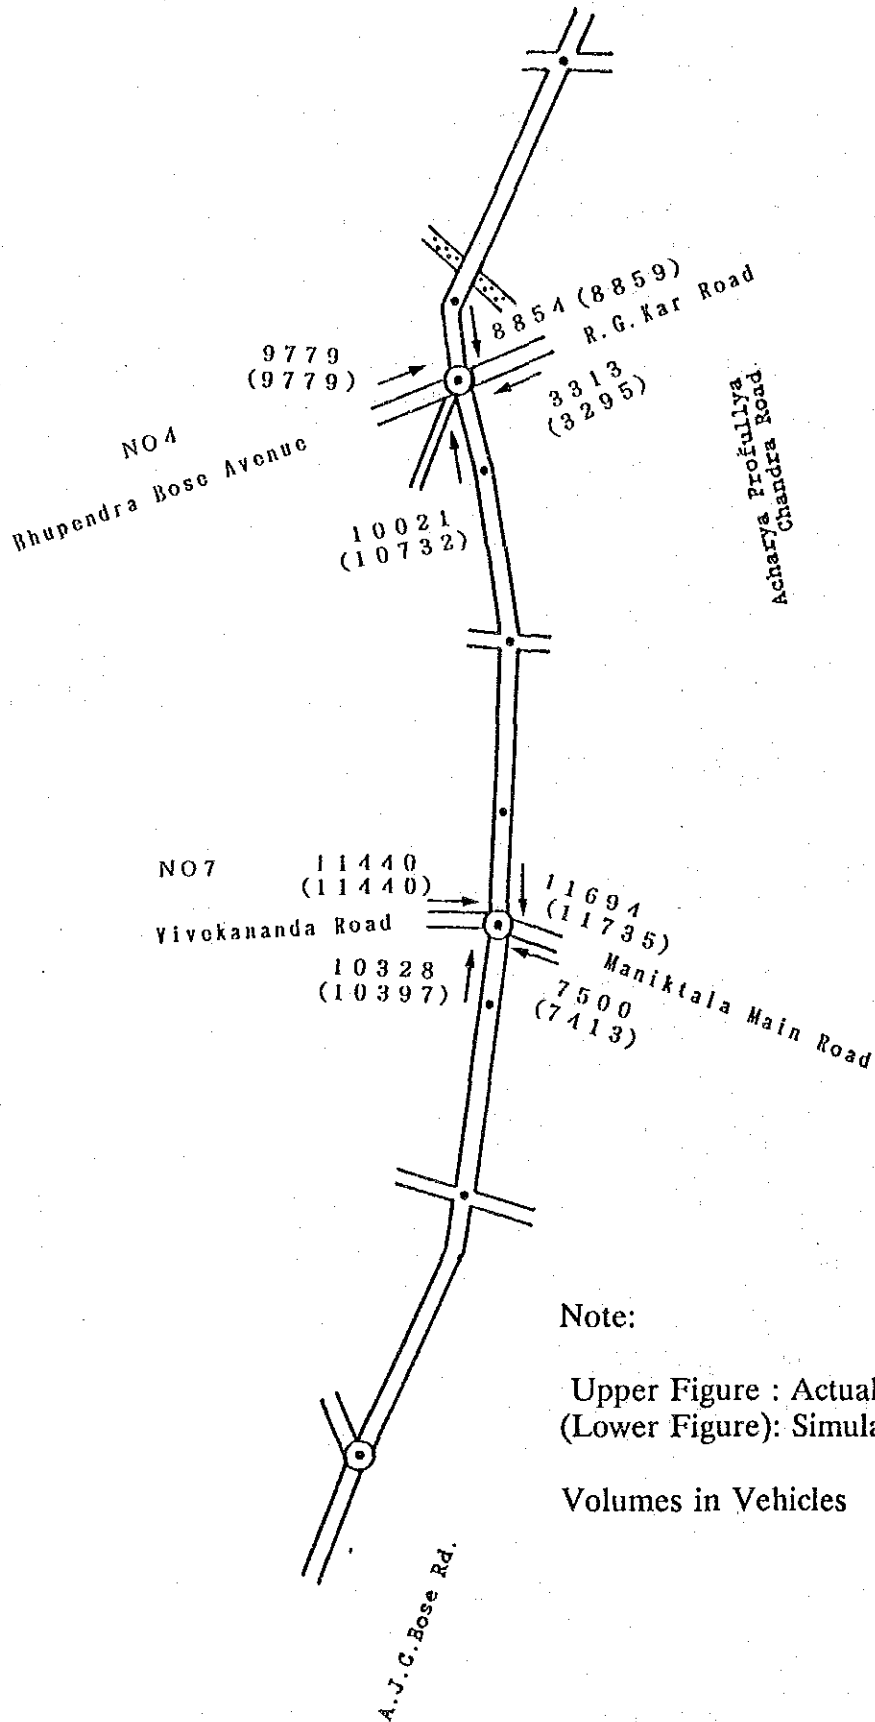 8854 (8859)
R.G.Kar Road
9779
(9779)
3313
(3295)
Acharya Profullya
Chandra Road.
NO4
Bhupendra Bose Avenue
10021
(10732)
NO7
11440
(11440)
11694
(11735)
Vivekananda Road
Maniktala Main Road
10328
(10397)
7500
(7413)
Note:
Upper Figure : Actual
(Lower Figure): Simula
Volumes in Vehicles
A.J.C.Bose Rd.